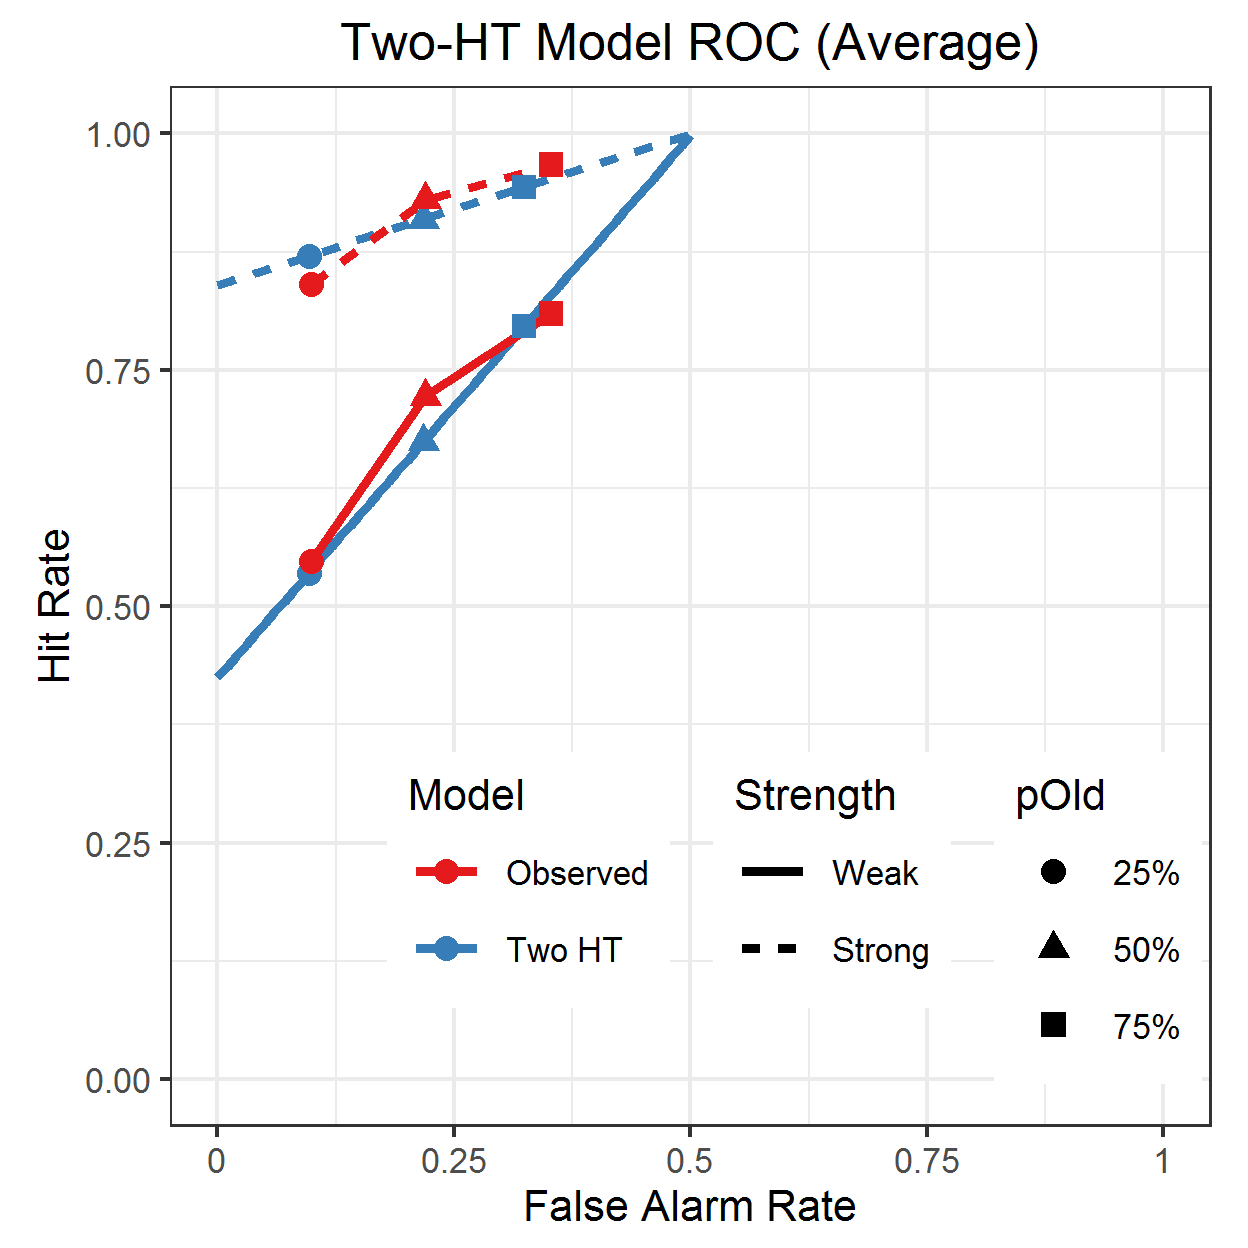 Two-HT Model ROC (Average)
1.00
0.75
0.50
0.25
0.00
Hit Rate
Model
Observed
Two HT
Strength
Weak
Strong
pOld
25%
50%
75%
0 0.25 0.5 0.75 1
False Alarm Rate